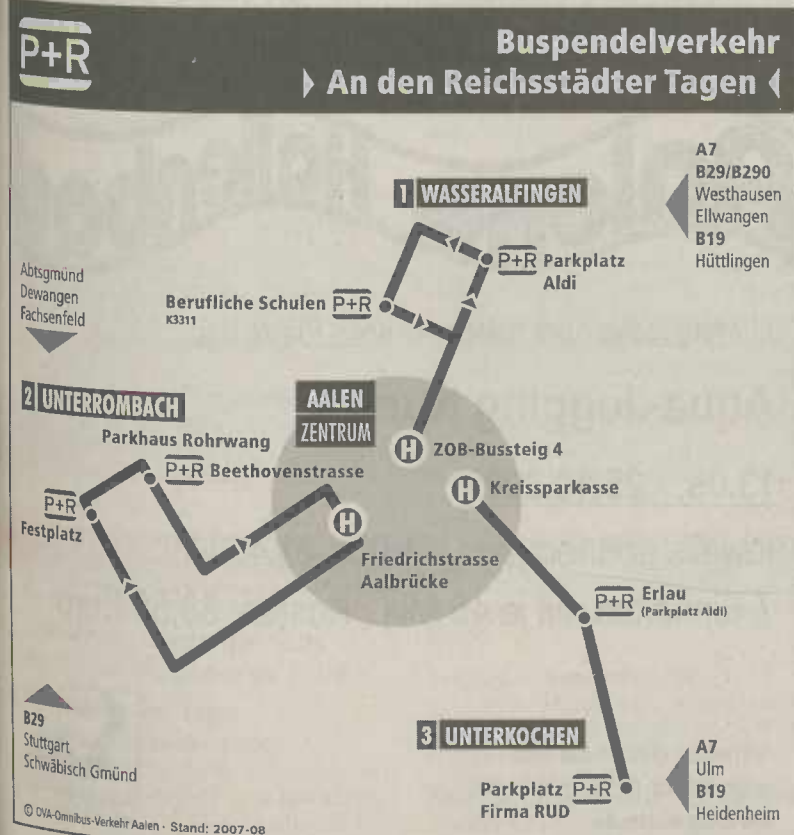 P+R
Buspendelverkehr
An den Reichsstädter Tagen
A7
B29/B290
Westhausen
Ellwangen
B19
Hüttlingen
1 WASSERALFINGEN
P+R Parkplatz
Aldi
Berufliche Schulen P+R
K3311
Abtsgmünd
Dewangen
Fachsenfeld
2 UNTERROMBACH
AALEN
ZENTRUM
Parkhaus Rohrwang
P+R Beethovenstrasse
P+R
Festplatz
H ZOB-Bussteig 4
H Kreissparkasse
H
Friedrichstrasse
Aalbrücke
P+R Erlau
(Parkplatz Aldi)
B29
Stuttgart
Schwäbisch Gmünd
3 UNTERKOCHEN
Parkplatz P+R
Firma RUD
A7
Ulm
B19
Heidenheim
© OVA-Omnibus-Verkehr Aalen · Stand: 2007-08